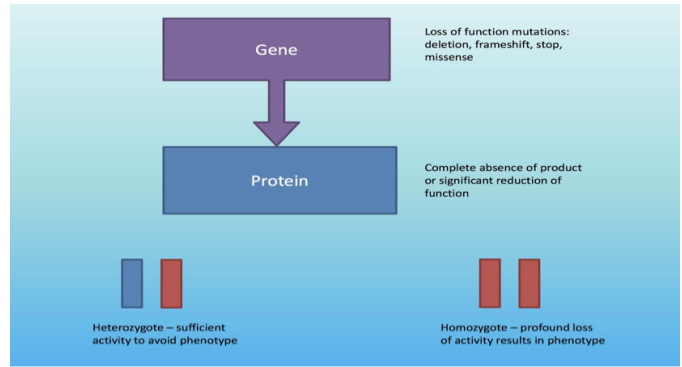 Gene
Loss of function mutations:
deletion, frameshift, stop,
missense
Protein
Complete absence of product
or significant reduction of
function
Heterozygote – sufficient
activity to avoid phenotype
Homozygote – profound loss
of activity results in phenotype